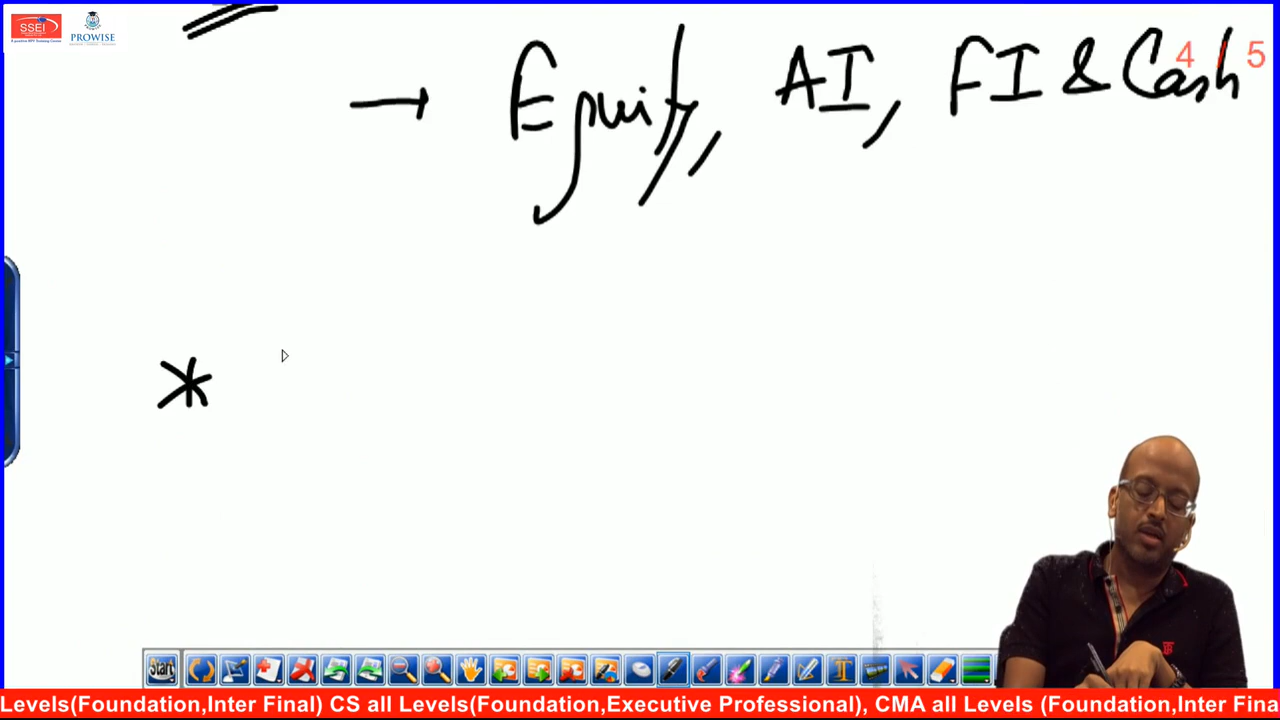 SSEI
PROWISE
4 / 5
→ Equity, AI, FI & Cash
*
Start
Levels(Foundation,Inter Final) CS all Levels(Foundation,Executive Professional), CMA all Levels (Foundation,Inter Fina